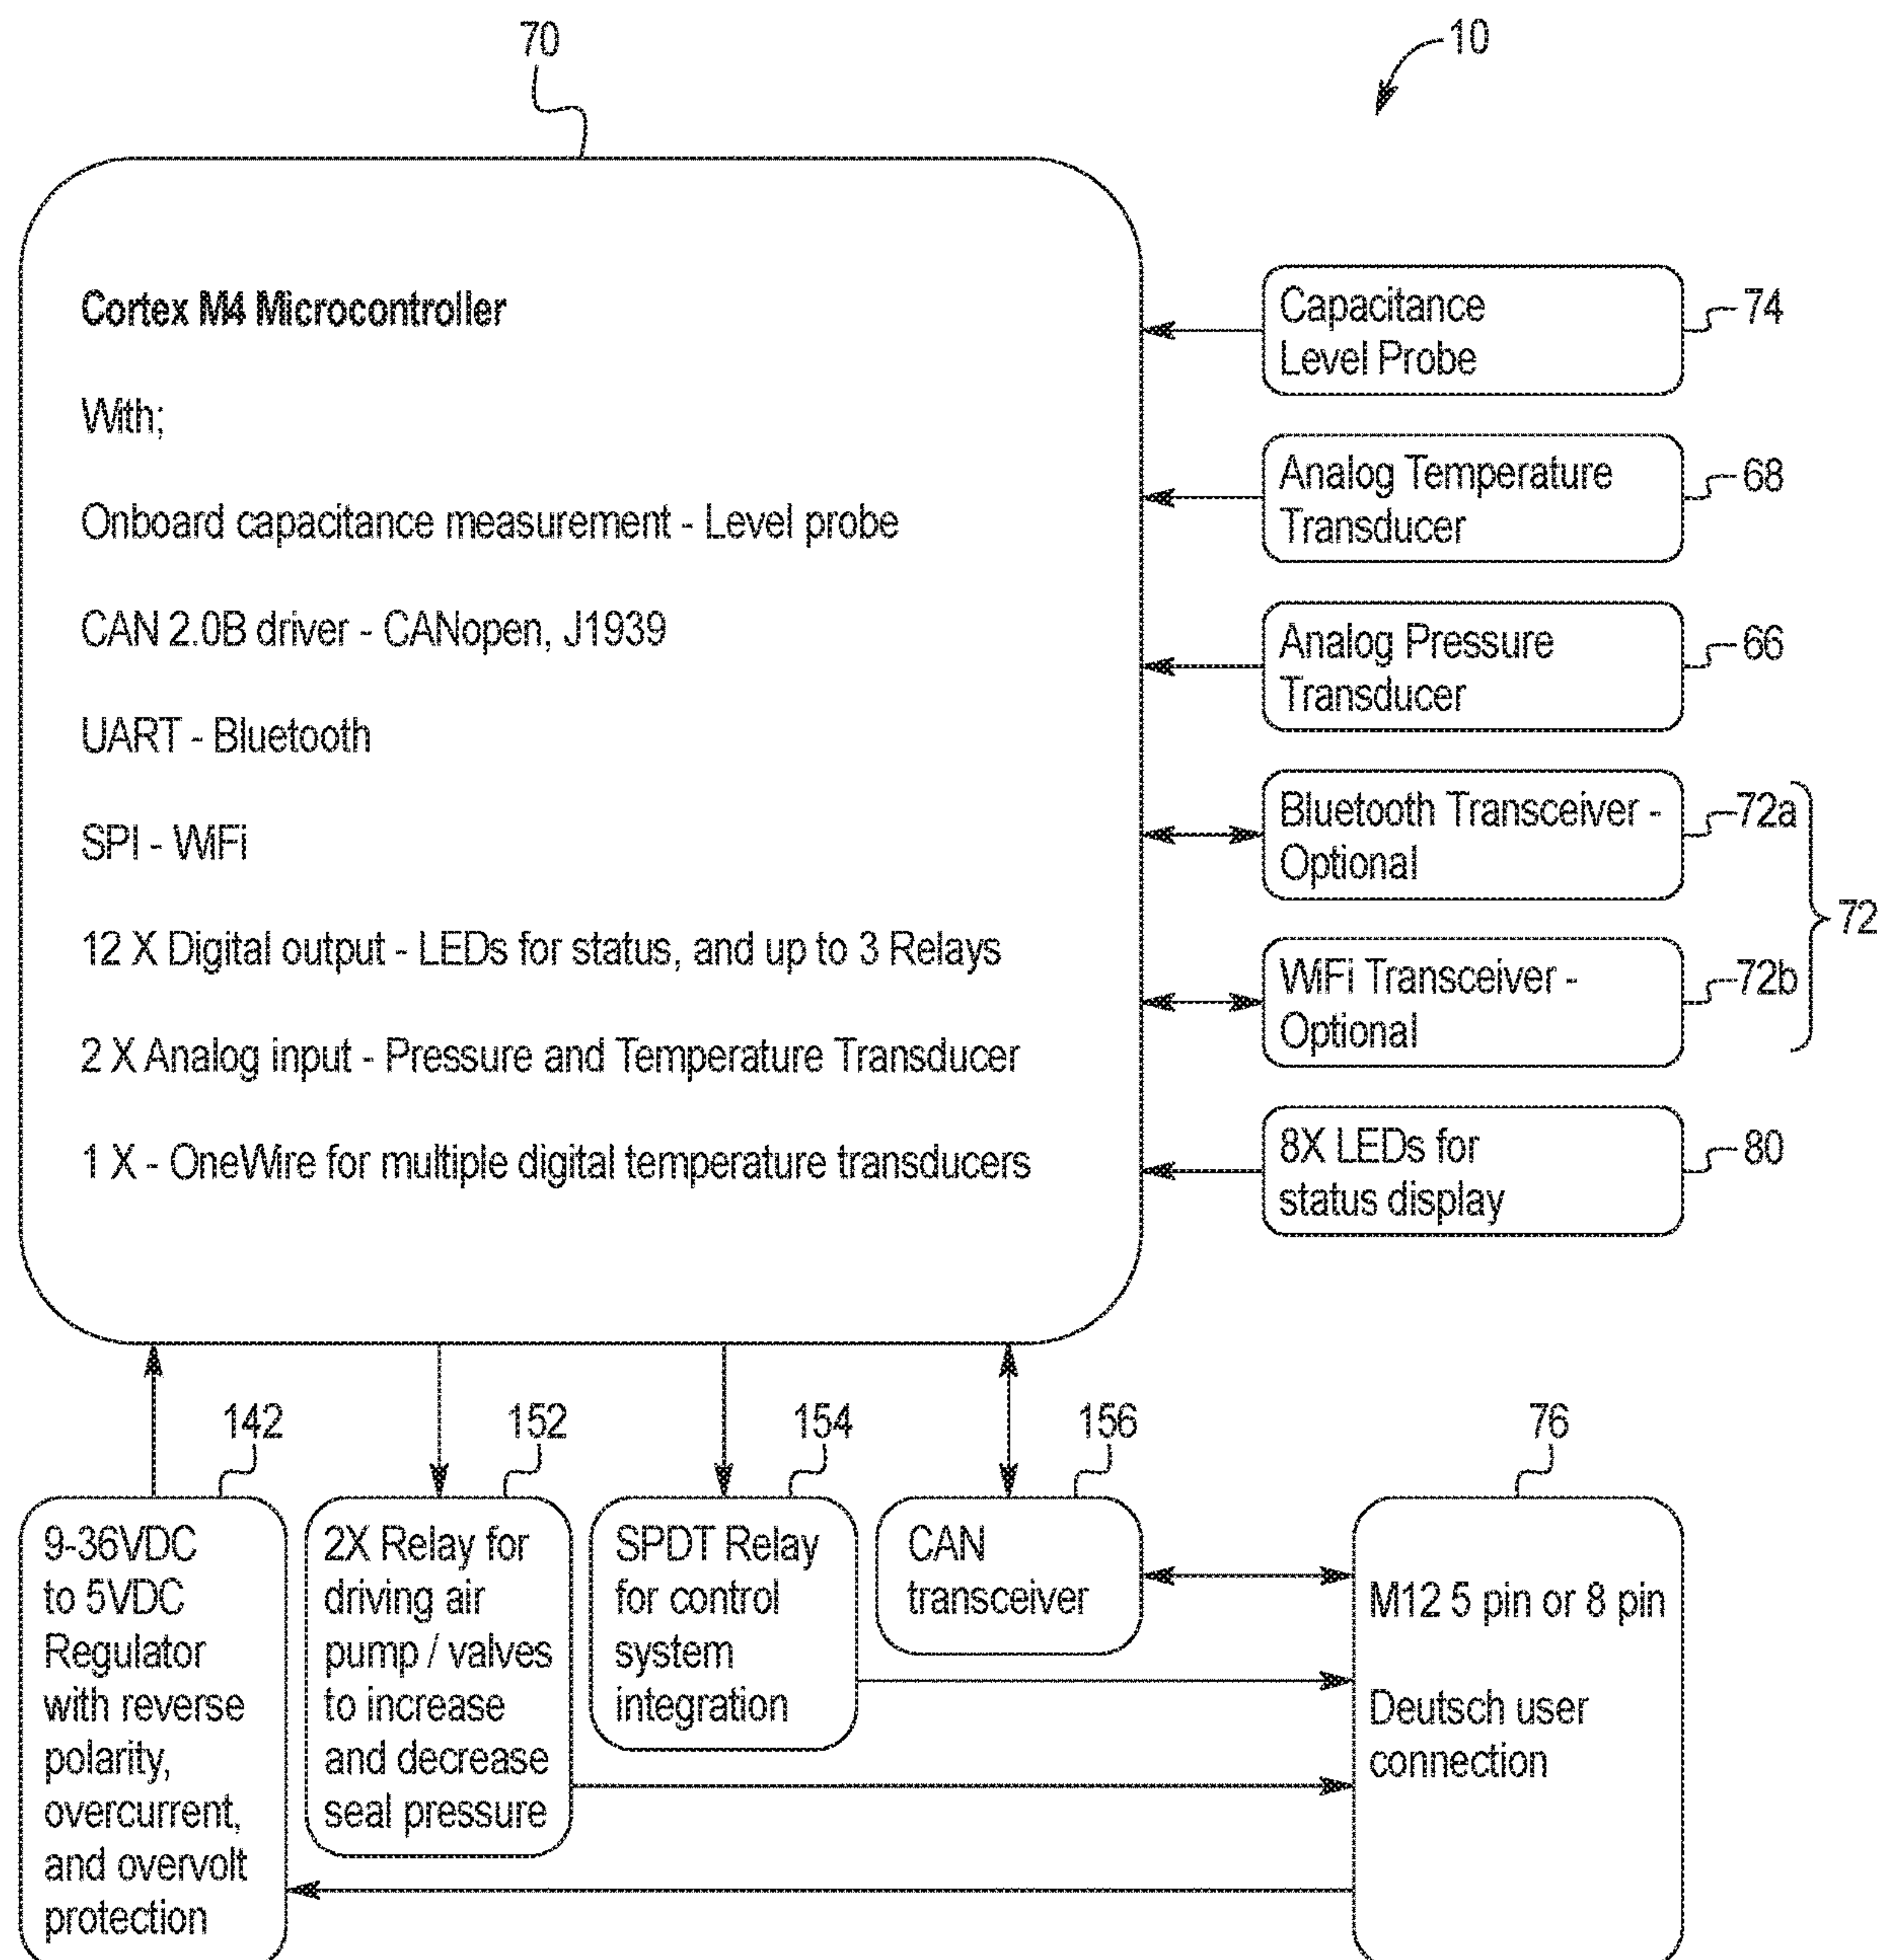 70
10
Cortex M4 Microcontroller
With;
Onboard capacitance measurement - Level probe
CAN 2.0B driver - CANopen, J1939
UART - Bluetooth
SPI - WiFi
12 X Digital output - LEDs for status, and up to 3 Relays
2 X Analog input - Pressure and Temperature Transducer
1 X - OneWire for multiple digital temperature transducers
Capacitance
Level Probe
74
Analog Temperature
Transducer
68
Analog Pressure
Transducer
66
Bluetooth Transceiver -
Optional
72a
WiFi Transceiver -
Optional
72b
72
8X LEDs for
status display
80
142
9-36VDC
to 5VDC
Regulator
with reverse
polarity,
overcurrent,
and overvolt
protection
152
2X Relay for
driving air
pump / valves
to increase
and decrease
seal pressure
154
SPDT Relay
for control
system
integration
156
CAN
transceiver
76
M12 5 pin or 8 pin
Deutsch user
connection